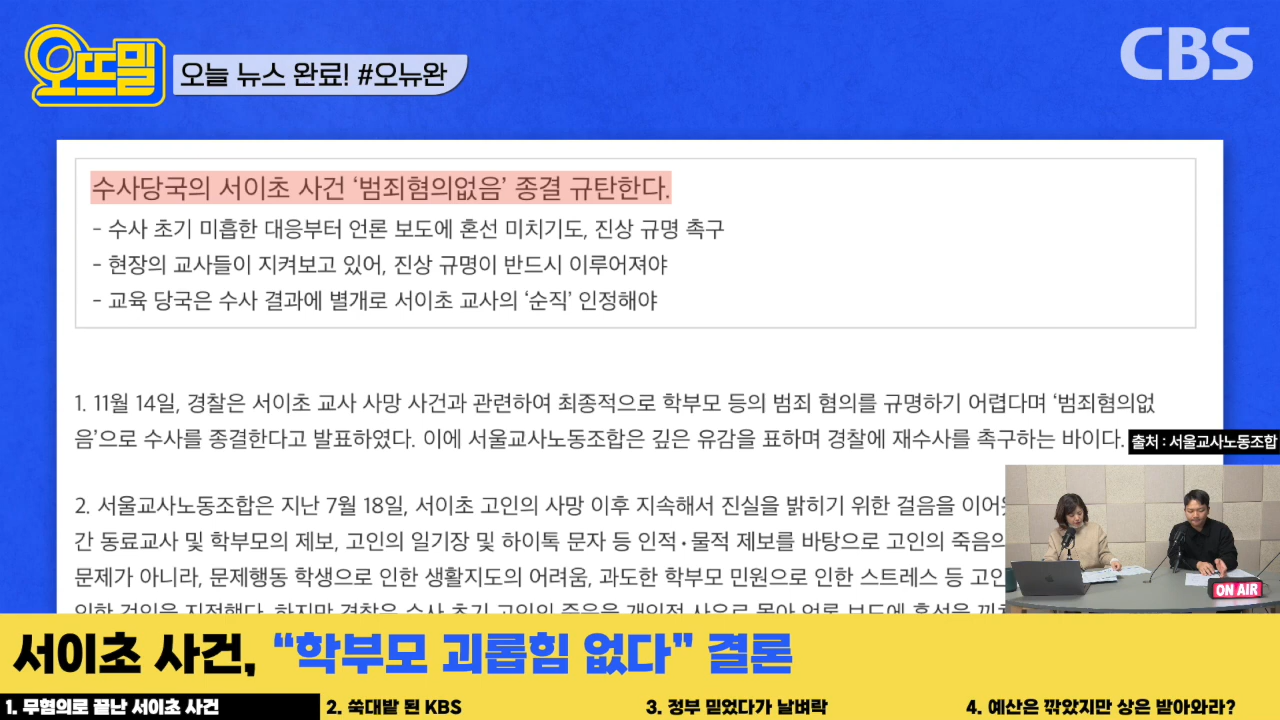 오뜨밀
오늘 뉴스 완료! #오뉴완
CBS
수사당국의 서이초 사건 ‘범죄혐의없음’ 종결 규탄한다.
- 수사 초기 미흡한 대응부터 언론 보도에 혼선 미치기도, 진상 규명 촉구
- 현장의 교사들이 지켜보고 있어, 진상 규명이 반드시 이루어져야
- 교육 당국은 수사 결과에 별개로 서이초 교사의 ‘순직’ 인정해야
1. 11월 14일, 경찰은 서이초 교사 사망 사건과 관련하여 최종적으로 학부모 등의 범죄 혐의를 규명하기 어렵다며 ‘범죄혐의없
음’으로 수사를 종결한다고 발표하였다. 이에 서울교사노동조합은 깊은 유감을 표하며 경찰에 재수사를 촉구하는 바이다.
출처 : 서울교사노동조합
2. 서울교사노동조합은 지난 7월 18일, 서이초 고인의 사망 이후 지속해서 진실을 밝히기 위한 걸음을
간 동료교사 및 학부모의 제보, 고인의 일기장 및 하이톡 문자 등 인적·물적 제보를 바탕으로 고인의 죽음의
문제가 아니라, 문제행동 학생으로 인한 생활지도의 어려움, 과도한 학부모 민원으로 인한 스트레스 등
ON AIR
서이초 사건, “학부모 괴롭힘 없다” 결론
1. 무혐의로 끝난 서이초 사건
2. 쑥대밭 된 KBS
3. 정부 믿었다가 날벼락
4. 예산은 깎았지만 상은 받아와라?